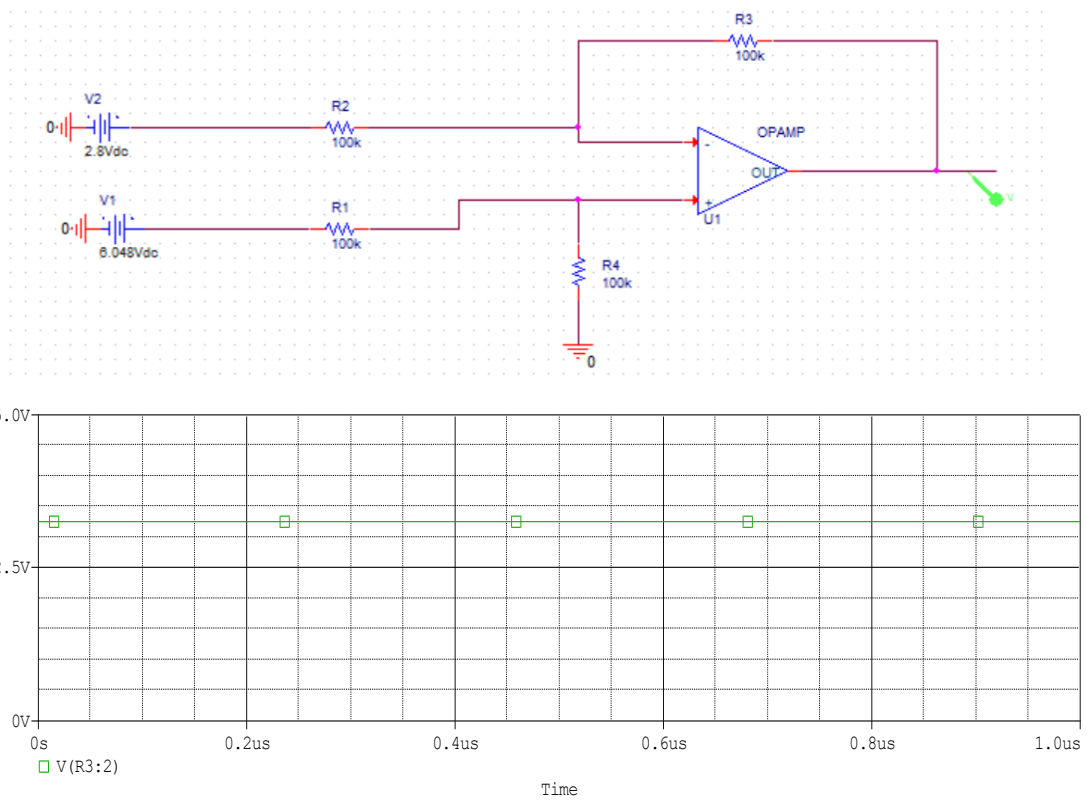 R3
100k
V2
0
2.8Vdc
R2
100k
OPAMP
-
OUT
+
U1
V1
0
6.048Vdc
R1
100k
R4
100k
0
V
.0V
.5V
0V
0s
0.2us
0.4us
0.6us
0.8us
1.0us
V(R3:2)
Time